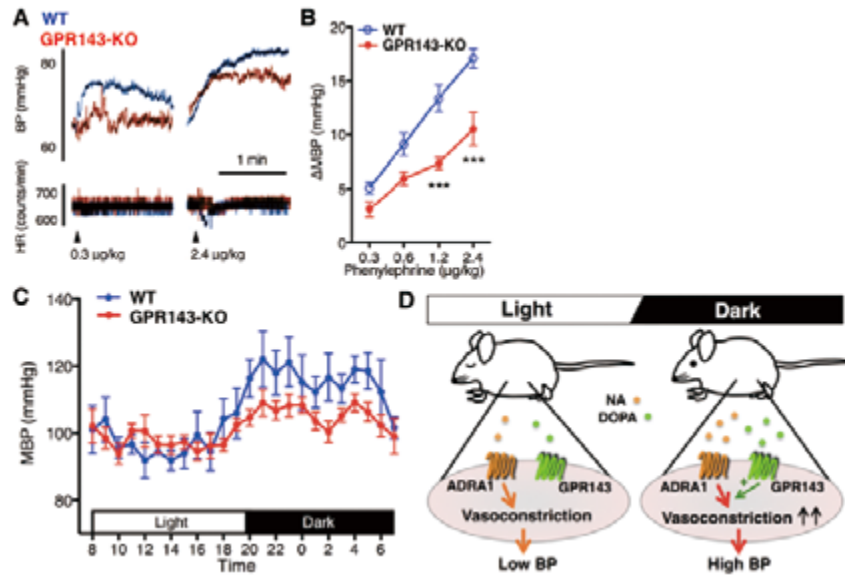 A
WT
GPR143-KO
80
BP (mmHg)
60
1 min
700
600
HR (counts/min)
0.3 µg/kg
2.4 µg/kg
B
WT
GPR143-KO
20
15
10
5
0
ΔMBP (mmHg)
***
***
0.3
0.6
1.2
2.4
Phenylephrine (µg/kg)
C
WT
GPR143-KO
140
120
100
80
MBP (mmHg)
Light
Dark
8 10 12 14 16 18 20 22 0 2 4 6
Time
D
Light
Dark
NA
DOPA
ADRA1
GPR143
Vasoconstriction
Low BP
ADRA1
+
GPR143
Vasoconstriction ↑↑
High BP